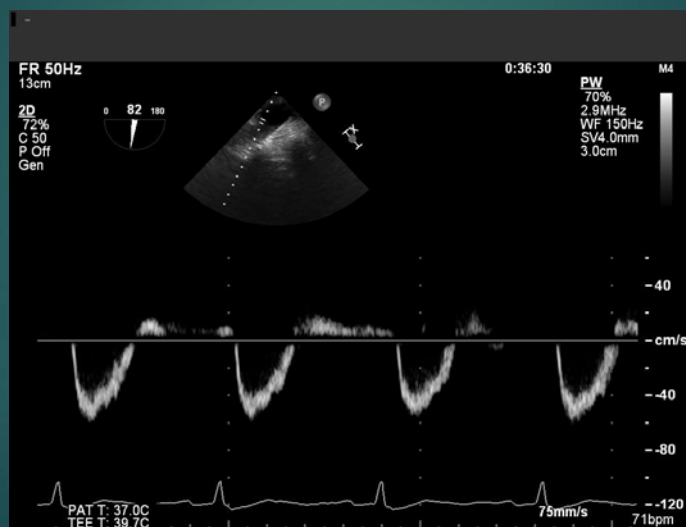 FR 50Hz
13cm
0:36:30
M4
2D
72%
C 50
P Off
Gen
0 82 180
P
PW
70%
2.9MHz
WF 150Hz
SV4.0mm
3.0cm
40
cm/s
-40
-80
-120
PAT T: 37.0C
TEE T: 39.7C
75mm/s
71bpm